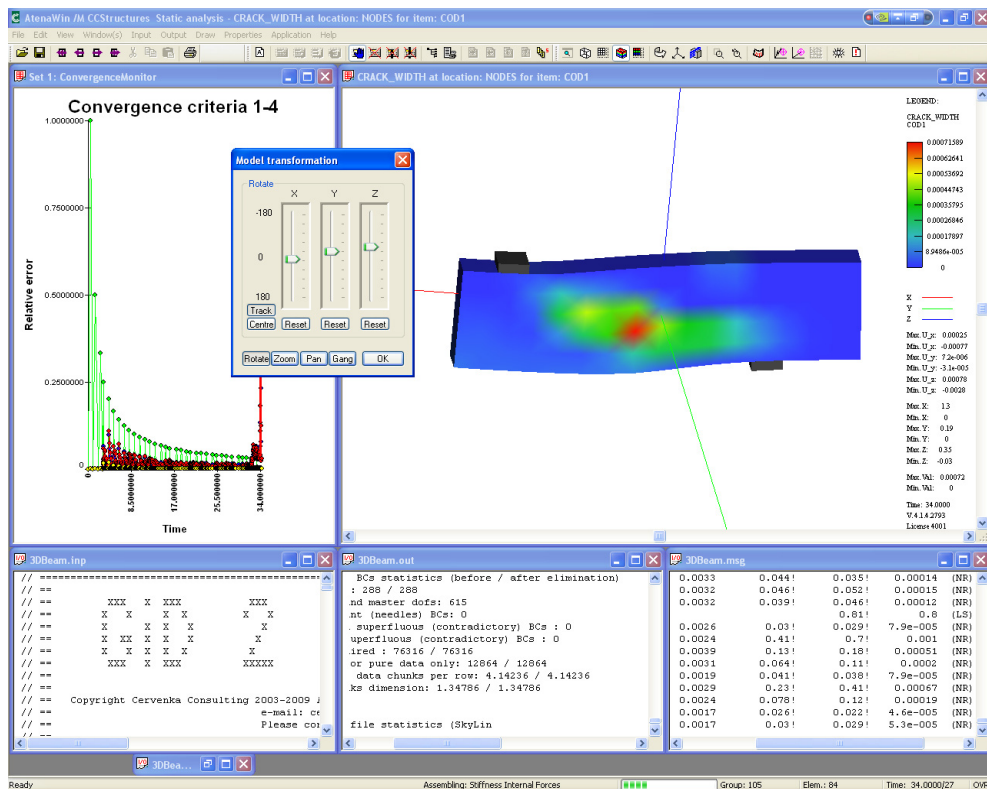 AtenaWin /M CCStructures Static analysis - CRACK_WIDTH at location: NODES for item: COD1
File Edit View Window(s) Input Output Draw Properties Application Help
Set 1: ConvergenceMonitor
Convergence criteria 1-4
1.0000000
0.7500000
0.5000000
0.2500000
0
Relative error
0
8.5000000
17.0000000
25.5000000
34.0000000
Time
Model transformation
Rotate
X Y Z
-180
0
180
Track
Centre Reset Reset Reset
Rotate Zoom Pan Gang OK
CRACK_WIDTH at location: NODES for item: COD1
LEGEND:
CRACK_WIDTH
COD1
0.00071589
0.00062641
0.00053692
0.00044743
0.00035795
0.00026846
0.00017897
8.9486e-005
0
X
Y
Z
Max. U_x: 0.00025
Min. U_x: -0.00077
Max. U_y: 7.2e-006
Min. U_y: -3.1e-005
Max. U_z: 0.00078
Min. U_z: -0.0028
Max. X: 1.3
Min. X: 0
Max. Y: 0.19
Min. Y: 0
Max. Z: 0.35
Min. Z: -0.03
Max. Val: 0.00072
Min. Val: 0
Time: 34.0000
V.4.1.4.2793
License 4001
3DBeam.inp
// ==================================================
// ==
// == XXX X XXX XXX
// == X X X X X X
// == X X X X X
// == X XX X X X X
// == X X X X X X
// == XXX X XXX XXXXX
// ==
// ==
// == Copyright Cervenka Consulting 2003-2009
// == e-mail: ce
// == Please con
// ==
3DBeam.out
BCs statistics (before / after elimination)
: 288 / 288
nd master dofs: 615
nt (needles) BCs: 0
. superfluous (contradictory) BCs : 0
uperfluous (contradictory) BCs : 0
ired : 76316 / 76316
or pure data only: 12864 / 12864
data chunks per row: 4.14236 / 4.14236
ks dimension: 1.34786 / 1.34786
file statistics (SkyLin
3DBeam.msg
0.0033 0.044! 0.035! 0.00014 (NR)
0.0032 0.046! 0.052! 0.00015 (NR)
0.0032 0.039! 0.046! 0.00012 (NR)
0.81! 0.8 (LS)
0.0026 0.03! 0.029! 7.9e-005 (NR)
0.0024 0.41! 0.7! 0.001 (NR)
0.0039 0.13! 0.18! 0.00051 (NR)
0.0031 0.064! 0.11! 0.0002 (NR)
0.0019 0.041! 0.038! 7.9e-005 (NR)
0.0029 0.23! 0.41! 0.00067 (NR)
0.0024 0.078! 0.12! 0.00019 (NR)
0.0017 0.026! 0.022! 4.6e-005 (NR)
0.0017 0.03! 0.029! 5.3e-005 (NR)
3DBea...
Ready Assembling: Stiffness Internal Forces Group: 105 Elem.: 84 Time: 34.0000/27 OVR